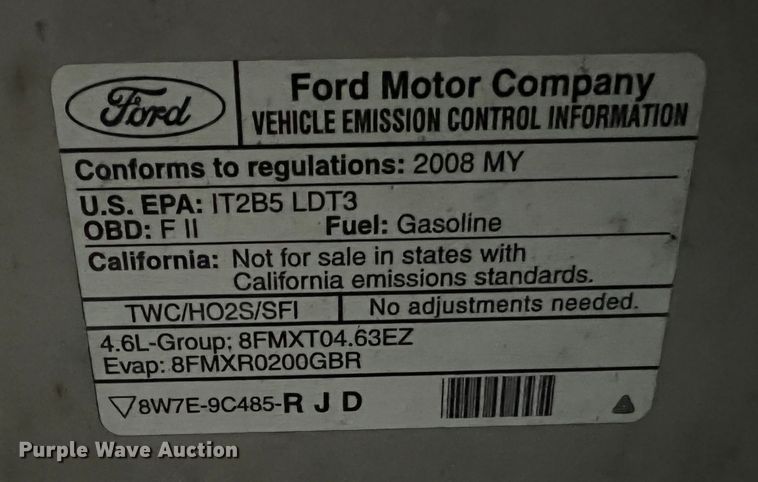 Ford
Ford Motor Company
VEHICLE EMISSION CONTROL INFORMATION
Conforms to regulations: 2008 MY
U.S. EPA: IT2B5 LDT3
OBD: F II Fuel: Gasoline
California: Not for sale in states with
California emissions standards.
TWC/HO2S/SFI No adjustments needed.
4.6L-Group; 8FMXT04.63EZ
Evap: 8FMXR0200GBR
8W7E-9C485-R J D
Purple Wave Auction